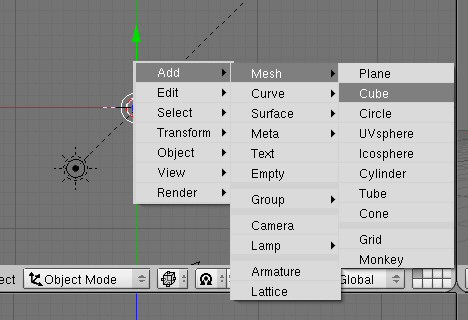 Add
Edit
Select
Transform
Object
View
Render
Mesh
Curve
Surface
Meta
Text
Empty
Group
Camera
Lamp
Armature
Lattice
Plane
Cube
Circle
UVsphere
Icosphere
Cylinder
Tube
Cone
Grid
Monkey
ect Object Mode Global